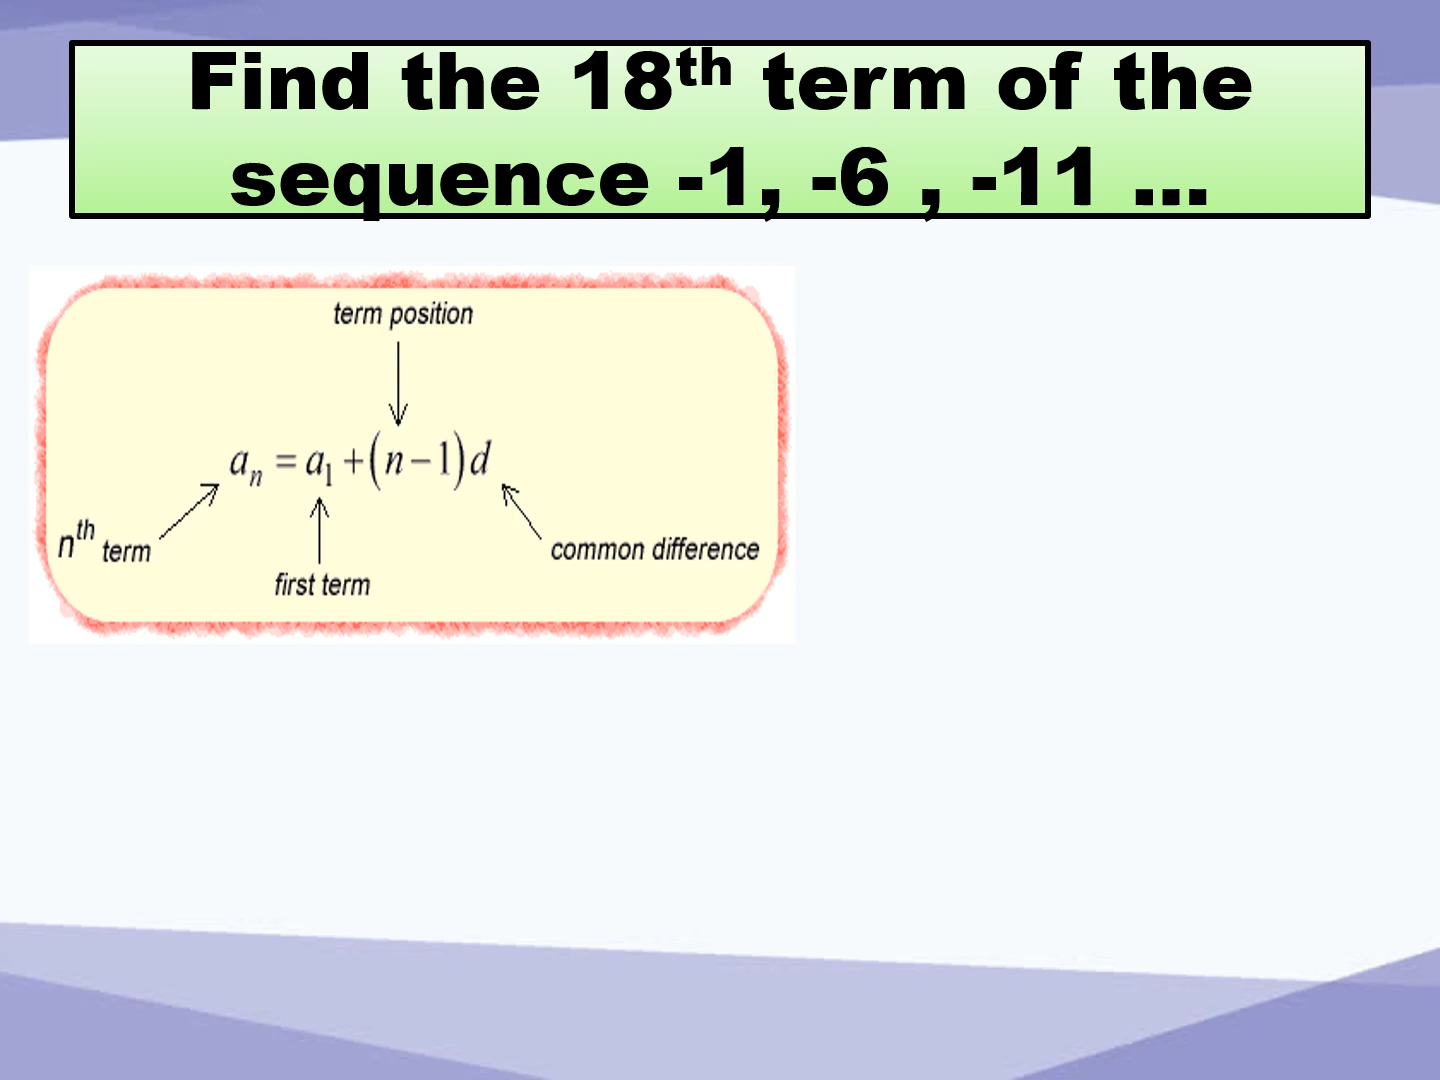 Find the 18th term of the
sequence -1, -6 , -11 ...
term position
aₙ = a₁ + (n − 1) d
nth term
common difference
first term